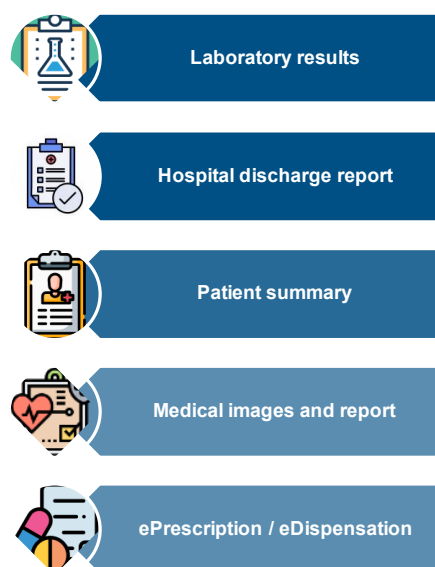 Laboratory results
Hospital discharge report
Patient summary
Medical images and report
ePrescription / eDispensation